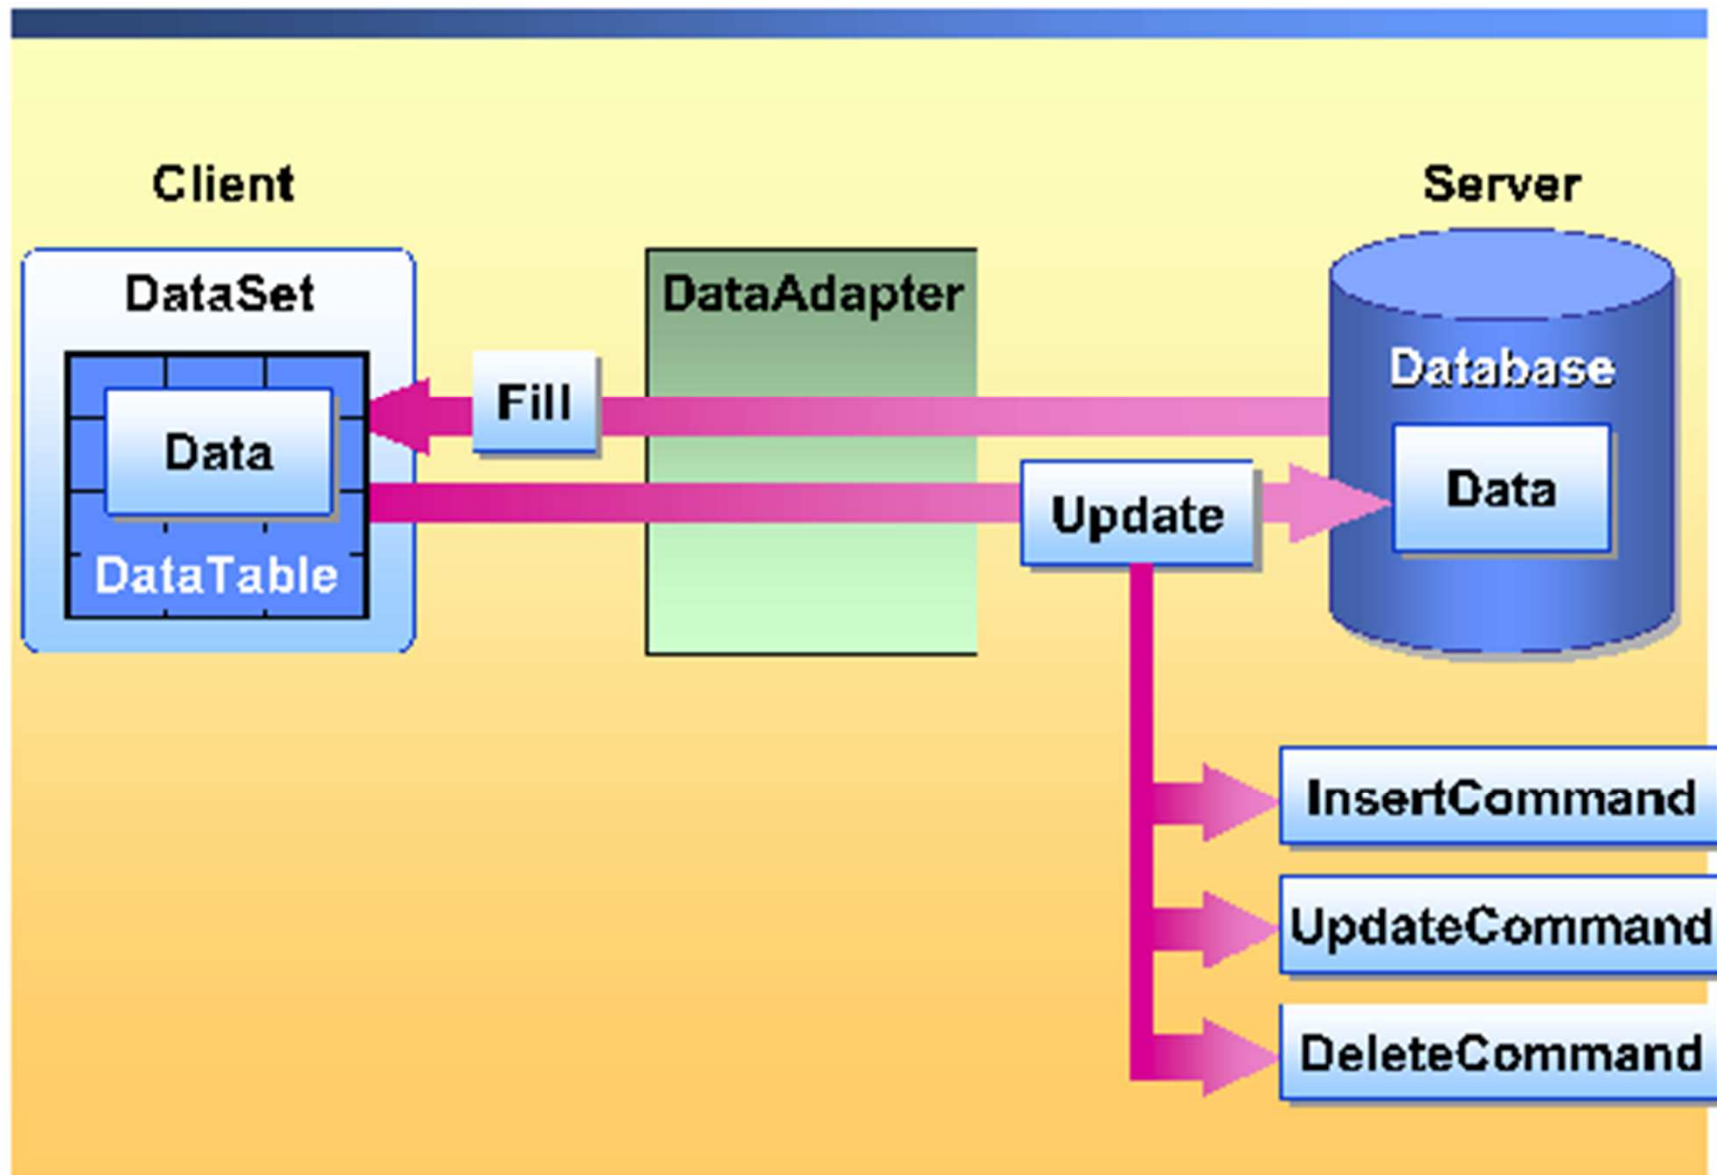 Client
Server
DataSet
DataAdapter
Database
Fill
Data
Data
Update
DataTable
InsertCommand
UpdateCommand
DeleteCommand